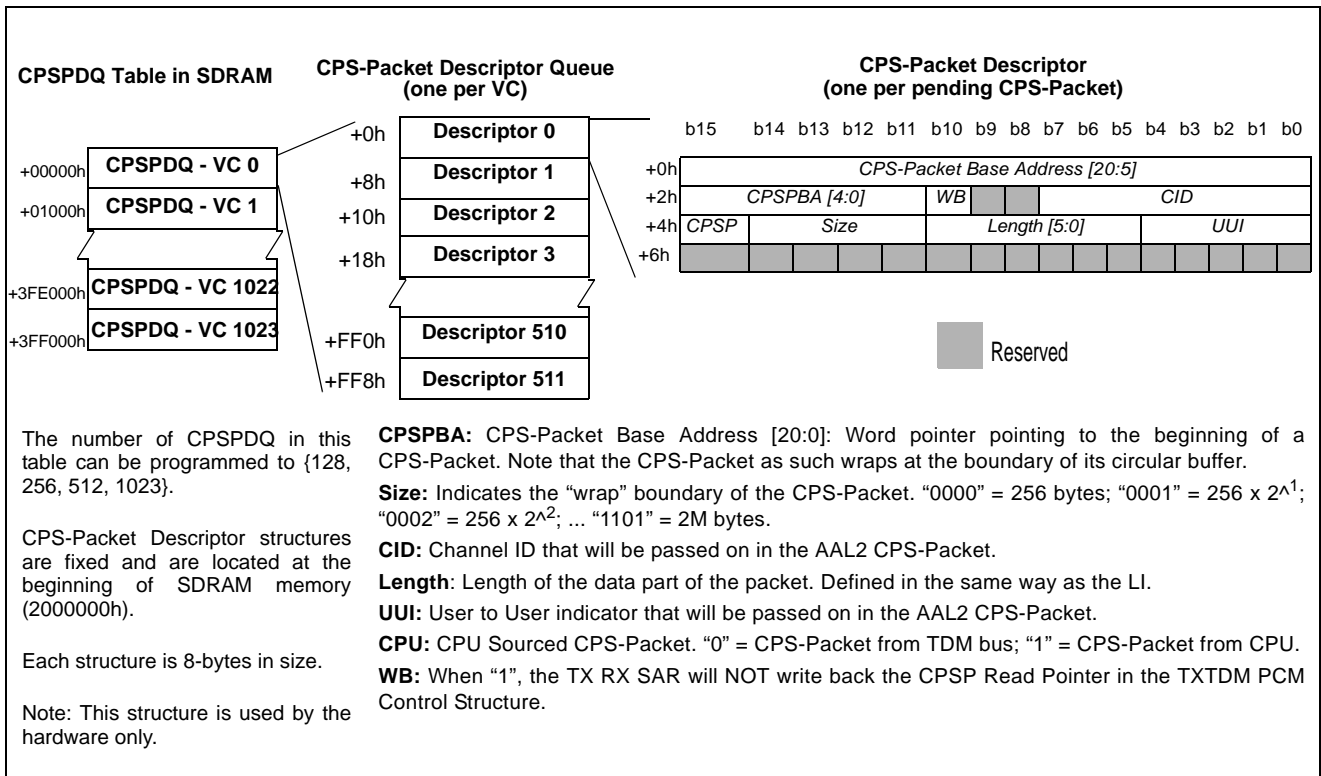 CPSPDQ Table in SDRAM
+00000h CPSPDQ - VC 0
+01000h CPSPDQ - VC 1
+3FE000h CPSPDQ - VC 1022
+3FF000h CPSPDQ - VC 1023
CPS-Packet Descriptor Queue
(one per VC)
+0h Descriptor 0
+8h Descriptor 1
+10h Descriptor 2
+18h Descriptor 3
+FF0h Descriptor 510
+FF8h Descriptor 511
CPS-Packet Descriptor
(one per pending CPS-Packet)
b15 b14 b13 b12 b11 b10 b9 b8 b7 b6 b5 b4 b3 b2 b1 b0
+0h CPS-Packet Base Address [20:5]
+2h CPSPBA [4:0] WB CID
+4h CPSP Size Length [5:0] UUI
+6h
Reserved
The number of CPSPDQ in this
table can be programmed to {128,
256, 512, 1023}.
CPS-Packet Descriptor structures
are fixed and are located at the
beginning of SDRAM memory
(2000000h).
Each structure is 8-bytes in size.
Note: This structure is used by the
hardware only.
CPSPBA: CPS-Packet Base Address [20:0]: Word pointer pointing to the beginning of a
CPS-Packet. Note that the CPS-Packet as such wraps at the boundary of its circular buffer.
Size: Indicates the “wrap” boundary of the CPS-Packet. “0000” = 256 bytes; “0001” = 256 x 2^1;
“0002” = 256 x 2^2; ... “1101” = 2M bytes.
CID: Channel ID that will be passed on in the AAL2 CPS-Packet.
Length: Length of the data part of the packet. Defined in the same way as the LI.
UUI: User to User indicator that will be passed on in the AAL2 CPS-Packet.
CPU: CPU Sourced CPS-Packet. “0” = CPS-Packet from TDM bus; “1” = CPS-Packet from CPU.
WB: When “1”, the TX RX SAR will NOT write back the CPSP Read Pointer in the TXTDM PCM
Control Structure.